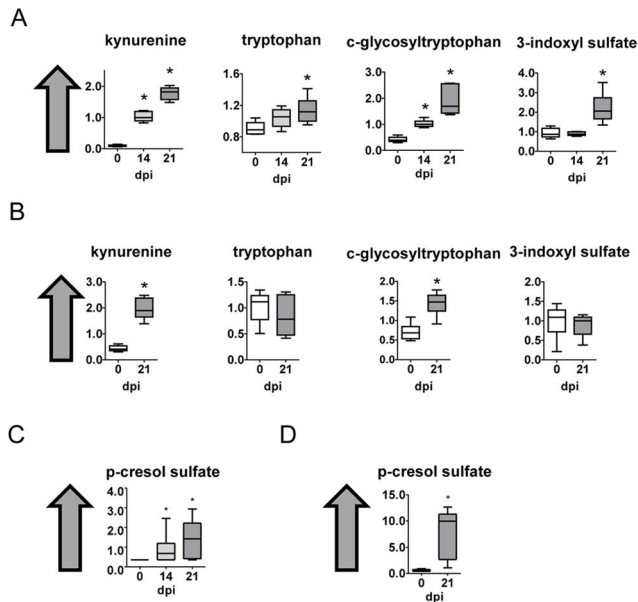 A
kynurenine tryptophan c-glycosyltryptophan 3-indoxyl sulfate
2.0 1.0 0.0
* *
0 14 21
dpi
1.6 1.2 0.8
*
0 14 21
dpi
3.0 2.0 1.0 0.0
* *
0 14 21
dpi
4.0 3.0 2.0 1.0 0.0
*
0 14 21
dpi
B
kynurenine tryptophan c-glycosyltryptophan 3-indoxyl sulfate
3.0 2.0 1.0 0.0
*
0 21
dpi
1.5 1.0 0.5 0.0
0 21
dpi
2.0 1.5 1.0 0.5 0.0
*
0 21
dpi
2.0 1.5 1.0 0.5 0.0
0 21
dpi
C
p-cresol sulfate
4.0 3.0 2.0 1.0 0.0
* *
0 14 21
dpi
D
p-cresol sulfate
15.0 10.0 5.0 0.0
*
0 21
dpi